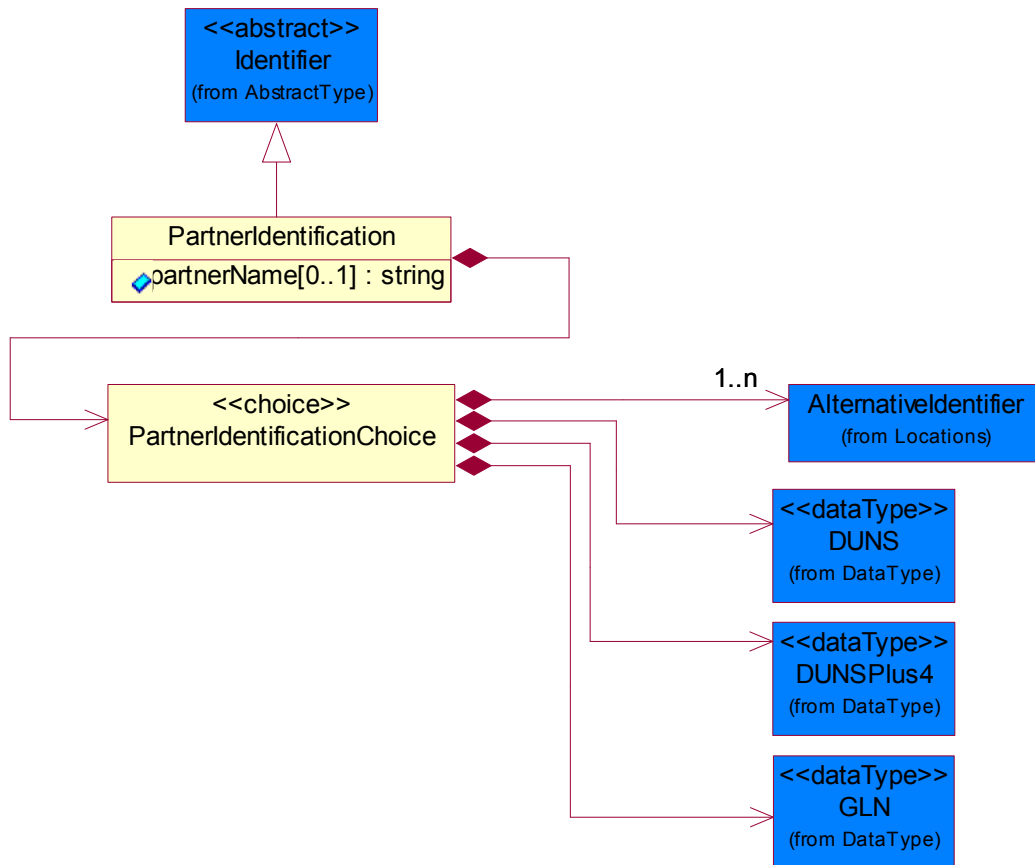 <<abstract>>
Identifier
(from AbstractType)
PartnerIdentification
partnerName[0..1] : string
<<choice>>
PartnerIdentificationChoice
1..n
AlternativeIdentifier
(from Locations)
<<dataType>>
DUNS
(from DataType)
<<dataType>>
DUNSPlus4
(from DataType)
<<dataType>>
GLN
(from DataType)